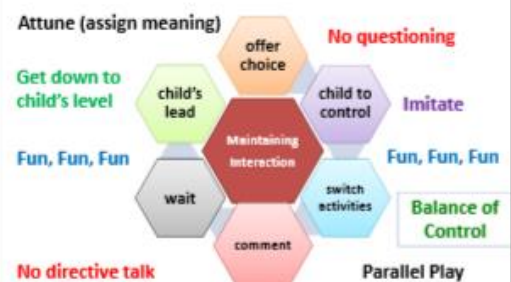 Attune (assign meaning)
offer
choice
No questioning
Get down to
child's level
child's
lead
child to
control
Imitate
Maintaining
Interaction
Fun, Fun, Fun
Fun, Fun, Fun
wait
switch
activities
Balance of
Control
comment
No directive talk
Parallel Play